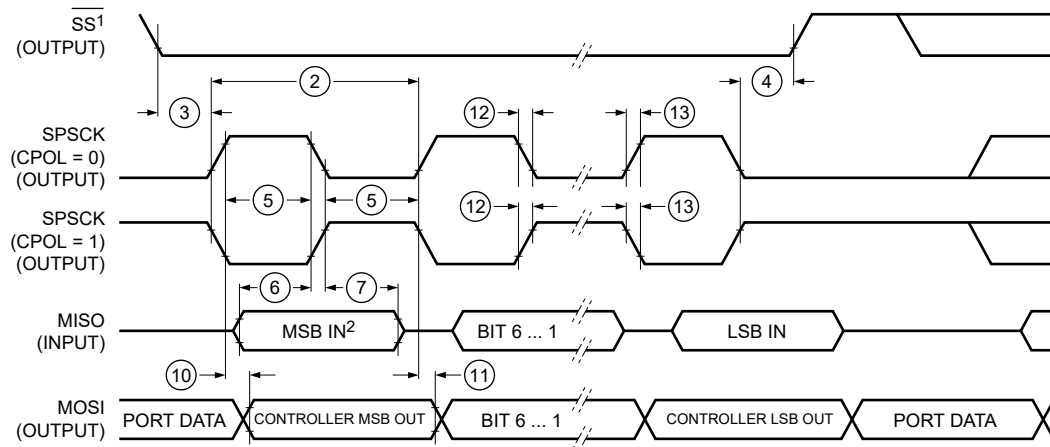 SS¹
(OUTPUT)
2
3
4
SPSCK
(CPOL = 0)
(OUTPUT)
12
13
5
5
SPSCK
(CPOL = 1)
(OUTPUT)
12
13
6
7
MISO
(INPUT)
MSB IN²
BIT 6 ... 1
LSB IN
10
11
MOSI
(OUTPUT)
PORT DATA
CONTROLLER MSB OUT
BIT 6 ... 1
CONTROLLER LSB OUT
PORT DATA